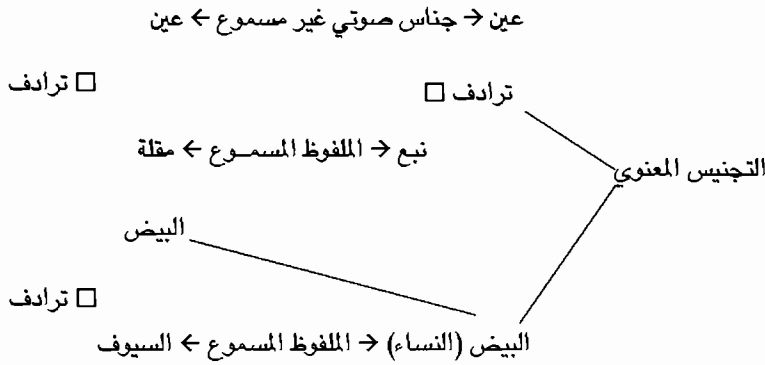 عين → جناس صوتي غير مسموع ← عين
ترادف □ □ ترادف
نبع → الملفوظ المسموع ← مقلة
التجنيس المعنوي
البيض
□ ترادف
البيض (النساء) → الملفوظ المسموع ← السيوف